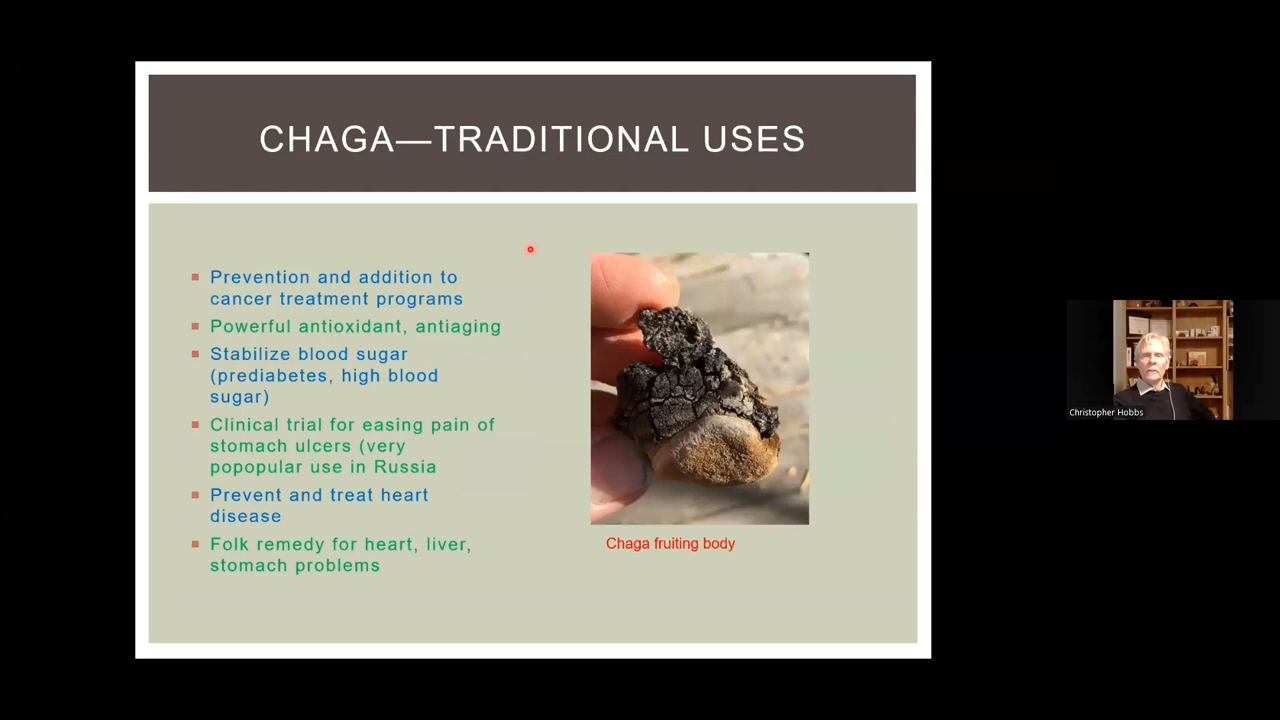 CHAGA—TRADITIONAL USES
Prevention and addition to
cancer treatment programs
Powerful antioxidant, antiaging
Stabilize blood sugar
(prediabetes, high blood
sugar)
Clinical trial for easing pain of
stomach ulcers (very
popopular use in Russia
Prevent and treat heart
disease
Folk remedy for heart, liver,
stomach problems
Chaga fruiting body
Christopher Hobbs